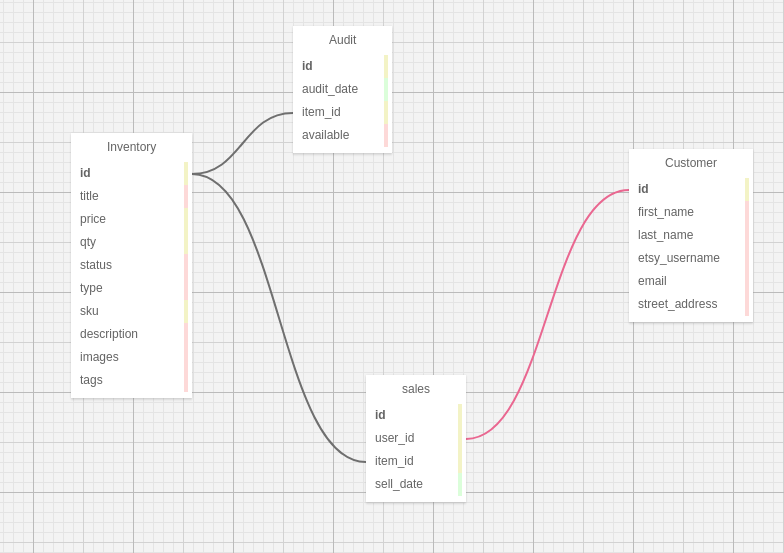 Audit
id
audit_date
item_id
available
Inventory
id
title
price
qty
status
type
sku
description
images
tags
Customer
id
first_name
last_name
etsy_username
email
street_address
sales
id
user_id
item_id
sell_date